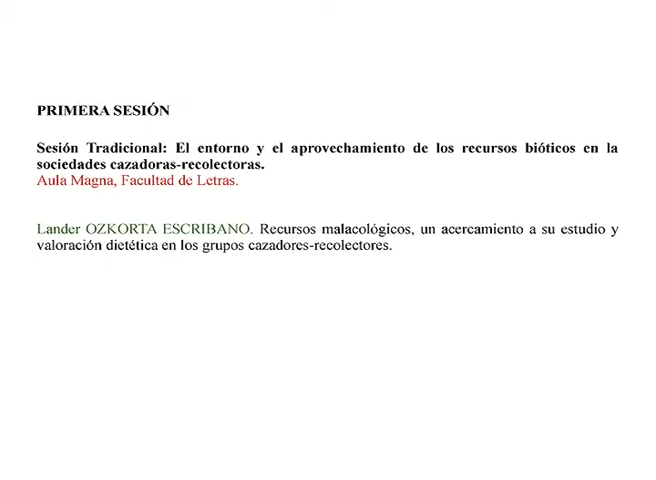 PRIMERA SESIÓN
Sesión Tradicional: El entorno y el aprovechamiento de los recursos bióticos en la
sociedades cazadoras-recolectoras.
Aula Magna, Facultad de Letras.
Lander OZKORTA ESCRIBANO. Recursos malacológicos, un acercamiento a su estudio y
valoración dietética en los grupos cazadores-recolectores.